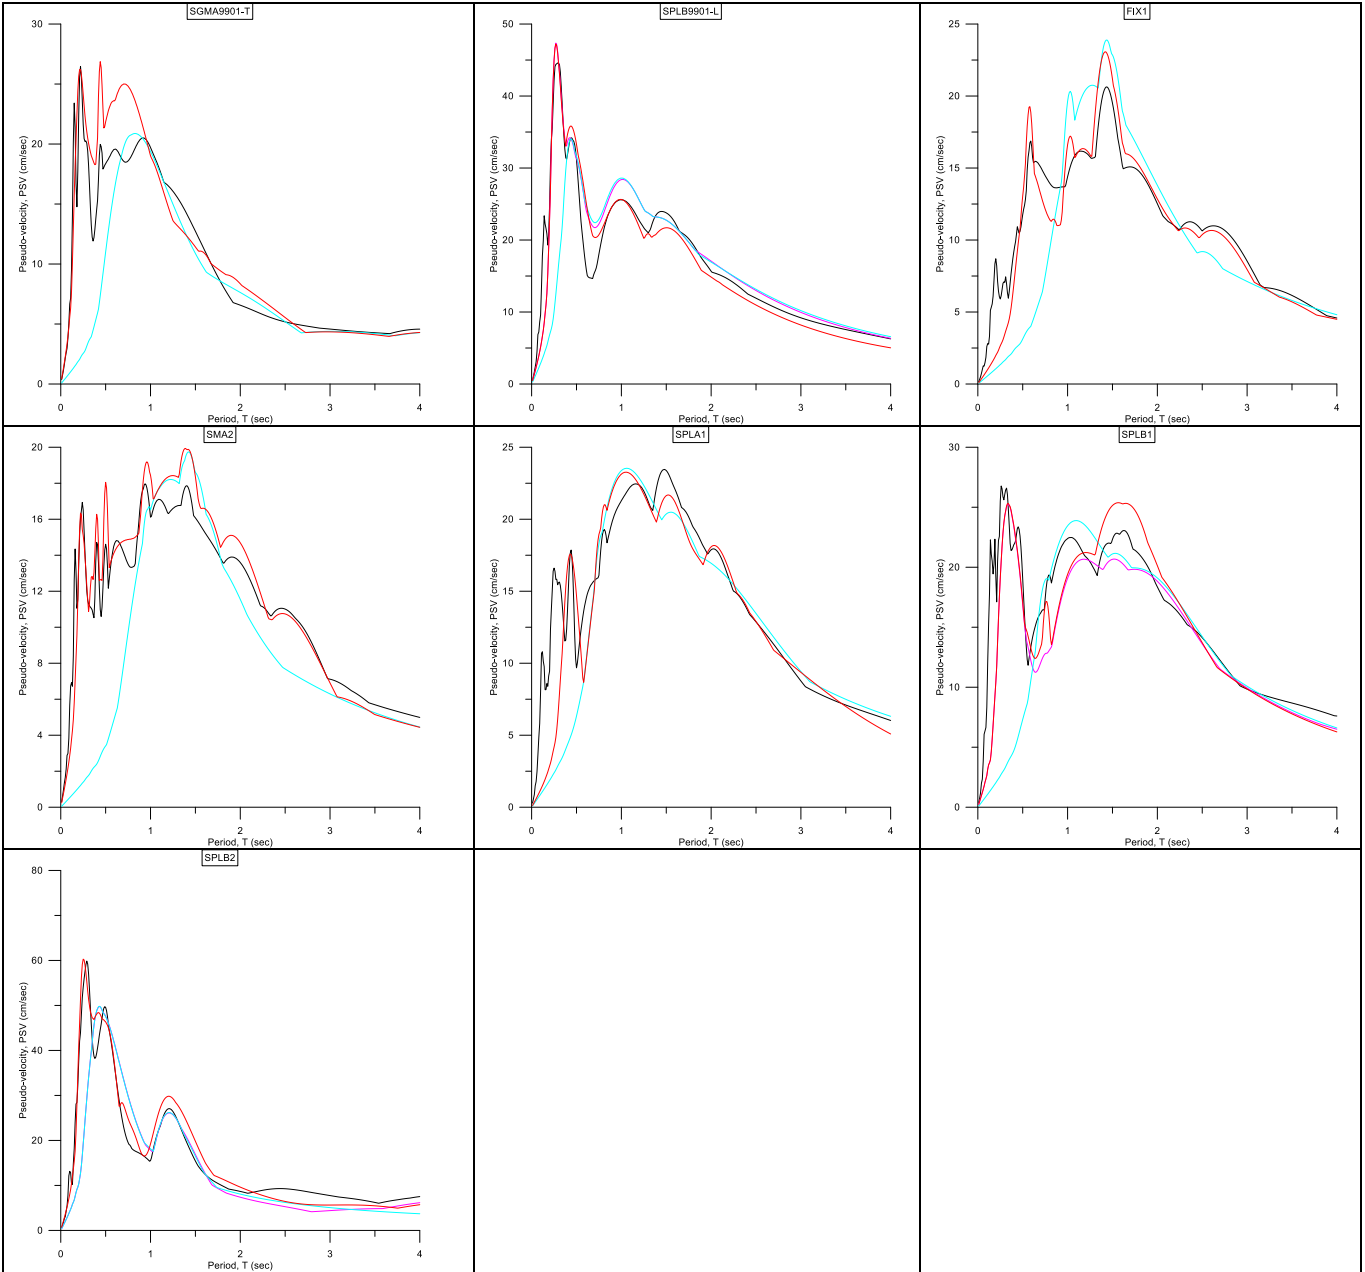 SGMA9901-T
30
20
10
0
Pseudo-velocity, PSV (cm/sec)
0 1 2 3 4
Period, T (sec)
SPLB9901-L
50
40
30
20
10
0
Pseudo-velocity, PSV (cm/sec)
0 1 2 3 4
Period, T (sec)
FIX1
25
20
15
10
5
0
Pseudo-velocity, PSV (cm/sec)
0 1 2 3 4
Period, T (sec)
SMA2
20
16
12
8
4
0
Pseudo-velocity, PSV (cm/sec)
0 1 2 3 4
Period, T (sec)
SPLA1
25
20
15
10
5
0
Pseudo-velocity, PSV (cm/sec)
0 1 2 3 4
Period, T (sec)
SPLB1
30
20
10
0
Pseudo-velocity, PSV (cm/sec)
0 1 2 3 4
Period, T (sec)
SPLB2
80
60
40
20
0
Pseudo-velocity, PSV (cm/sec)
0 1 2 3 4
Period, T (sec)